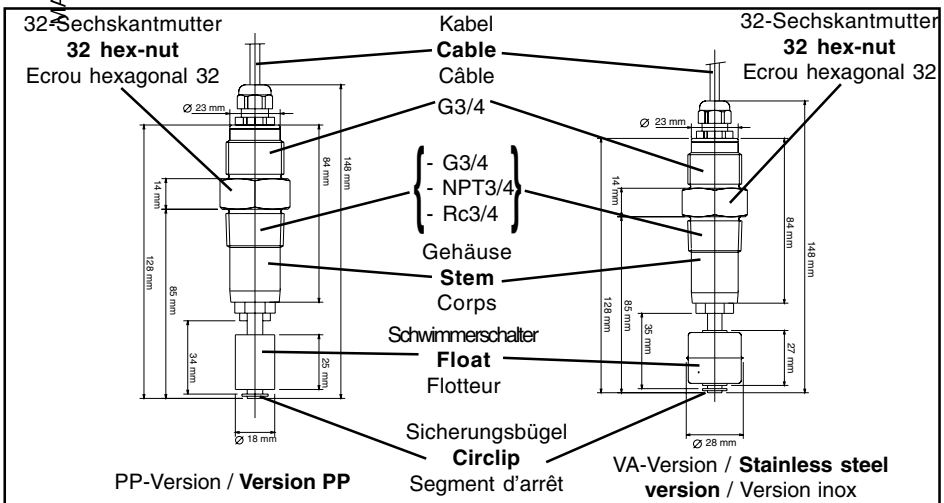 MA
32-Sechskantmutter
32 hex-nut
Ecrou hexagonal 32
Kabel
Cable
Câble
32-Sechskantmutter
32 hex-nut
Ecrou hexagonal 32
G3/4
- G3/4
- NPT3/4
- Rc3/4
Gehäuse
Stem
Corps
Schwimmerschalter
Float
Flotteur
Sicherungsbügel
Circlip
Segment d'arrêt
Ø 23 mm
148 mm
84 mm
14 mm
128 mm
85 mm
34 mm
25 mm
Ø 18 mm
PP-Version / Version PP
Ø 23 mm
14 mm
84 mm
148 mm
128 mm
85 mm
35 mm
27 mm
Ø 28 mm
VA-Version / Stainless steel
version / Version inox